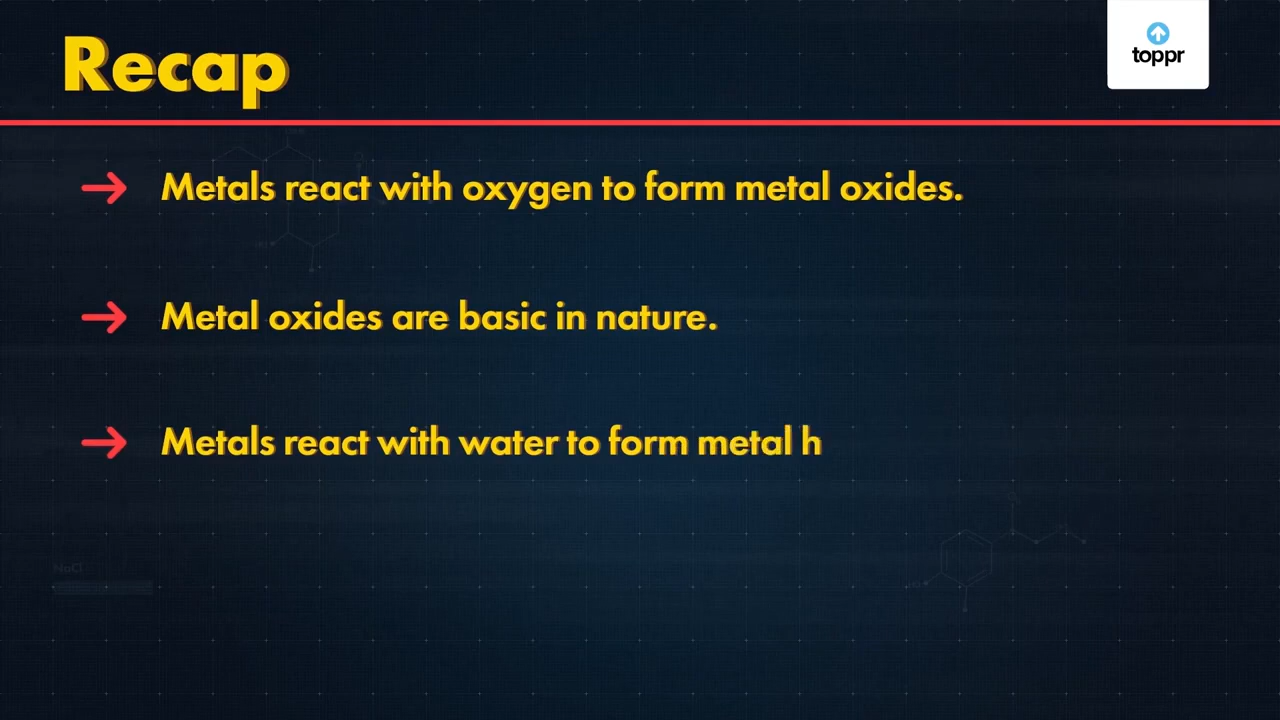 Recap
toppr
Metals react with oxygen to form metal oxides.
Metal oxides are basic in nature.
Metals react with water to form metal h
NaCl